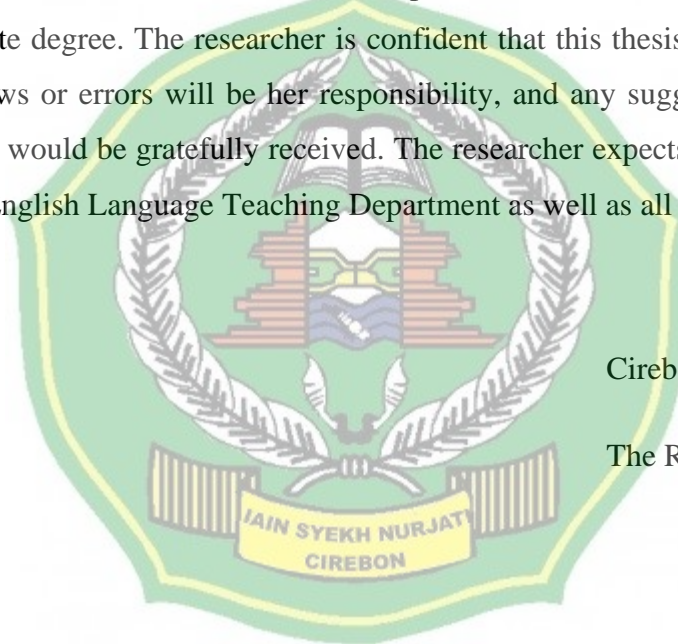 te degree. The researcher is confident that this thesis
ws or errors will be her responsibility, and any sugg
would be gratefully received. The researcher expects
nglish Language Teaching Department as well as all
Cireb
The R
IAIN SYEKH NURJATI
CIREBON